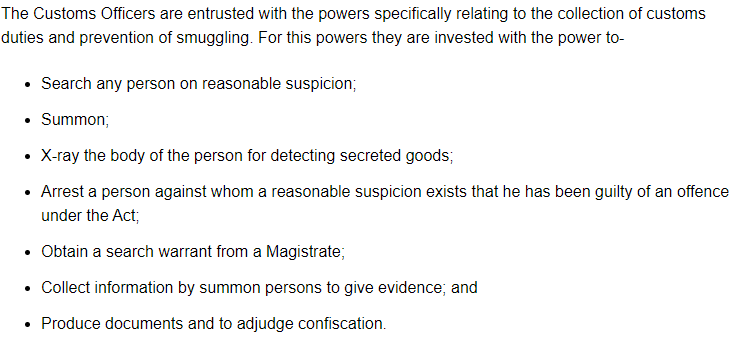 The Customs Officers are entrusted with the powers specifically relating to the collection of customs
duties and prevention of smuggling. For this powers they are invested with the power to-
• Search any person on reasonable suspicion;
• Summon;
• X-ray the body of the person for detecting secreted goods;
• Arrest a person against whom a reasonable suspicion exists that he has been guilty of an offence
under the Act;
• Obtain a search warrant from a Magistrate;
• Collect information by summon persons to give evidence; and
• Produce documents and to adjudge confiscation.